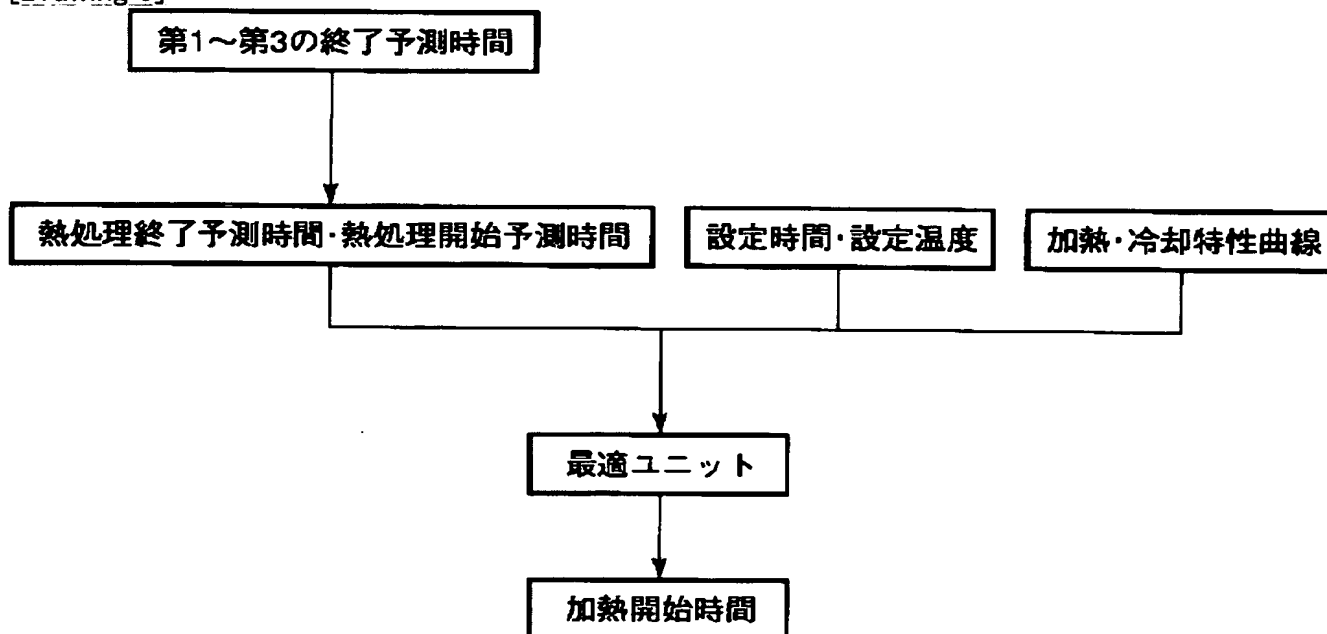 第1～第3の終了予測時間
熱処理終了予測時間·熱処理開始予測時間
設定時間·設定温度
加熱·冷却特性曲線
最適ユニット
加熱開始時間